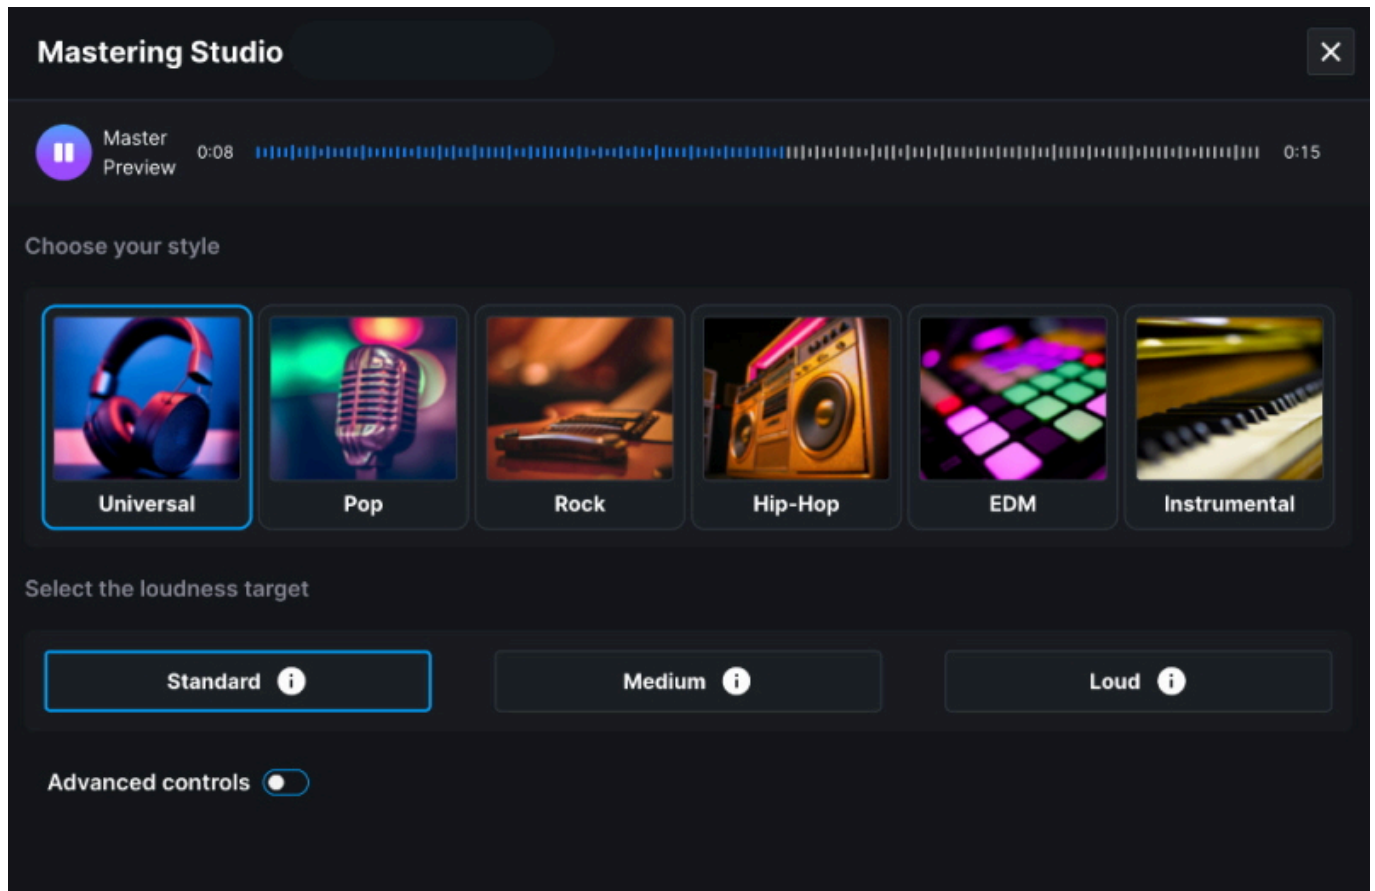 Mastering Studio
Master
Preview
0:08
0:15
Choose your style
Universal
Pop
Rock
Hip-Hop
EDM
Instrumental
Select the loudness target
Standard
Medium
Loud
Advanced controls